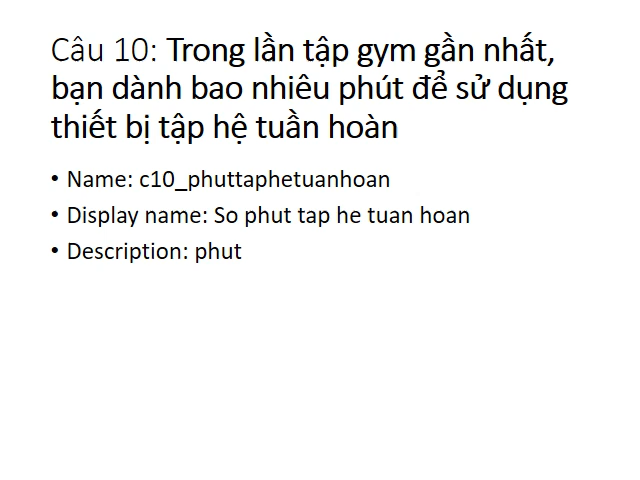 Câu 10: Trong lần tập gym gần nhất,
bạn dành bao nhiêu phút để sử dụng
thiết bị tập hệ tuần hoàn
• Name: c10_phuttaphetuanhoan
• Display name: So phut tap he tuan hoan
• Description: phut